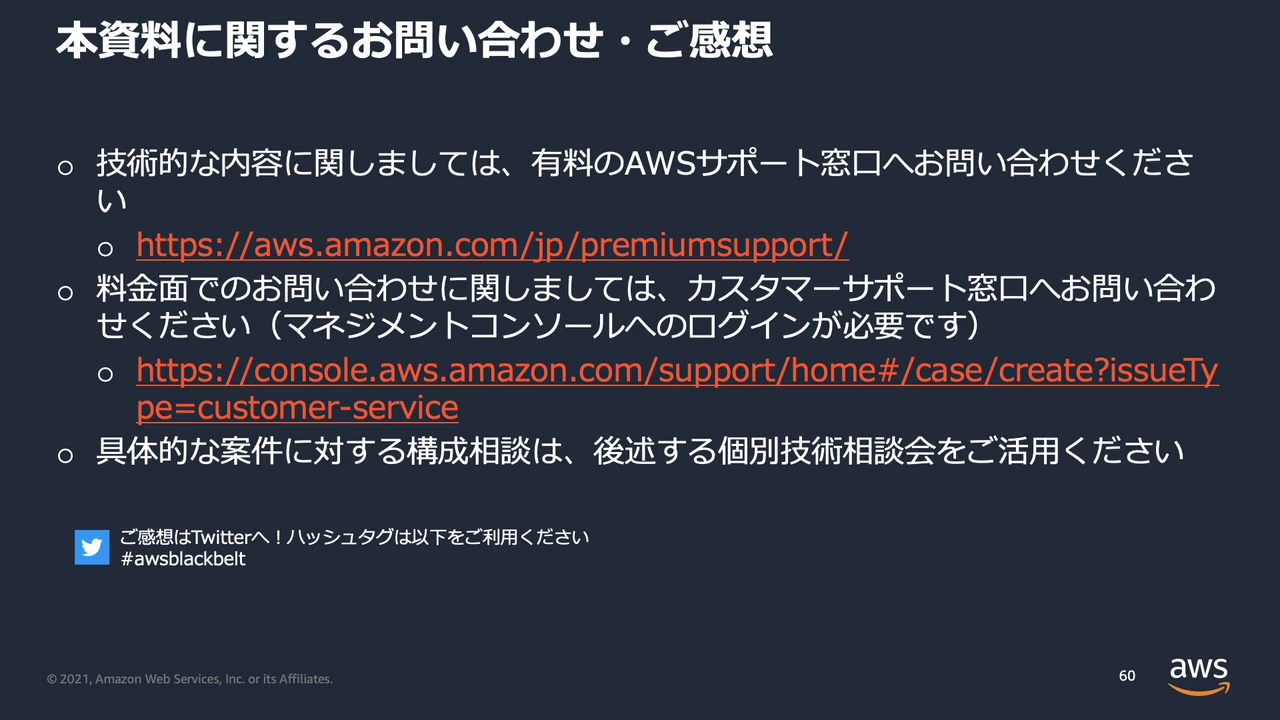 本資料に関するお問い合わせ・ご感想
o 技術的な内容に関しましては、有料のAWSサポート窓口へお問い合わせくださ
い
o https://aws.amazon.com/jp/premiumsupport/
o 料金面でのお問い合わせに関しましては、カスタマーサポート窓口へお問い合わ
せください（マネジメントコンソールへのログインが必要です）
o https://console.aws.amazon.com/support/home#/case/create?issueTy
pe=customer-service
o 具体的な案件に対する構成相談は、後述する個別技術相談会をご活用ください
ご感想はTwitterへ！ハッシュタグは以下をご利用ください
#awsblackbelt
© 2021, Amazon Web Services, Inc. or its Affiliates.
60
aws